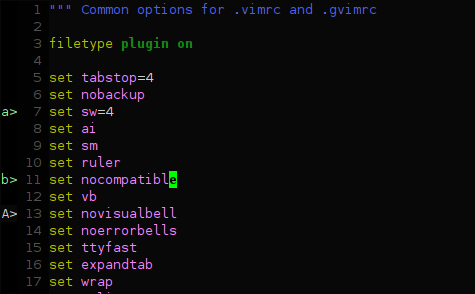 1 """ Common options for .vimrc and .gvimrc
2
3 filetype plugin on
4
5 set tabstop=4
6 set nobackup
a> 7 set sw=4
8 set ai
9 set sm
10 set ruler
b> 11 set nocompatible
12 set vb
A> 13 set novisualbell
14 set noerrorbells
15 set ttyfast
16 set expandtab
17 set wrap